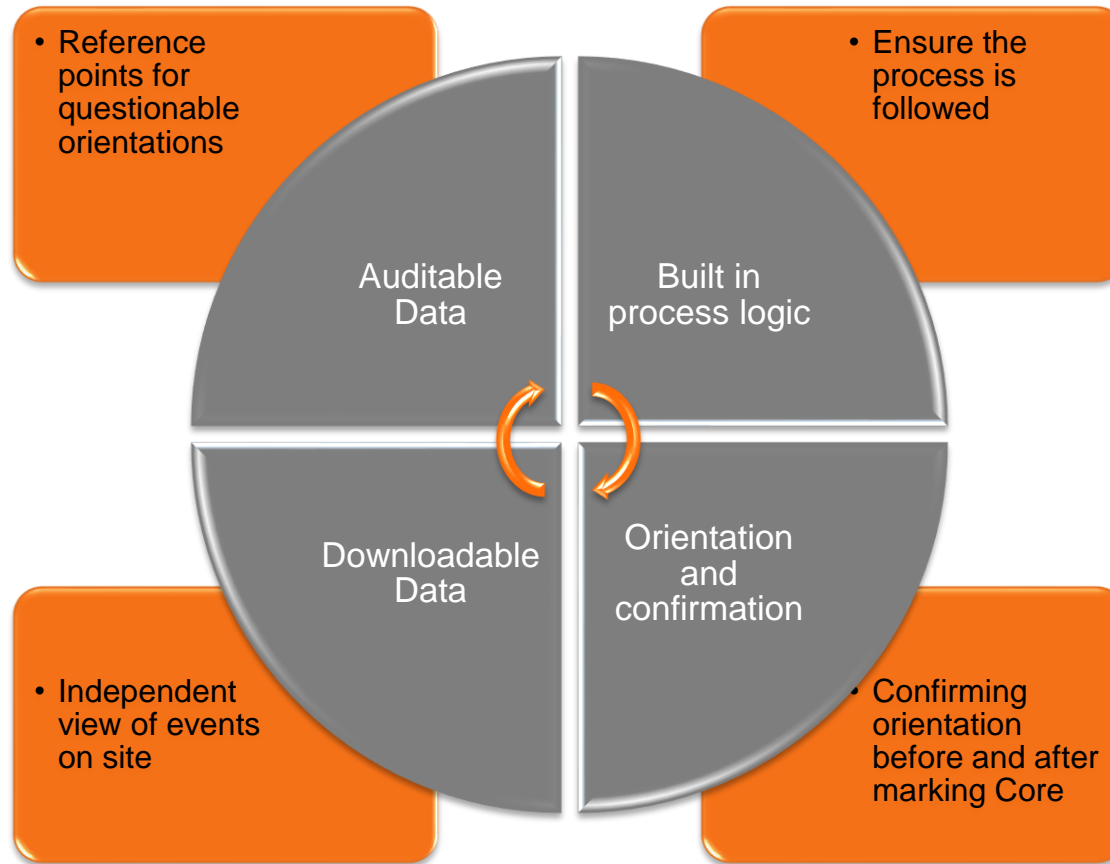 • Reference
points for
questionable
orientations
• Ensure the
process is
followed
Auditable
Data
Built in
process logic
Downloadable
Data
Orientation
and
confirmation
• Independent
view of events
on site
• Confirming
orientation
before and after
marking Core